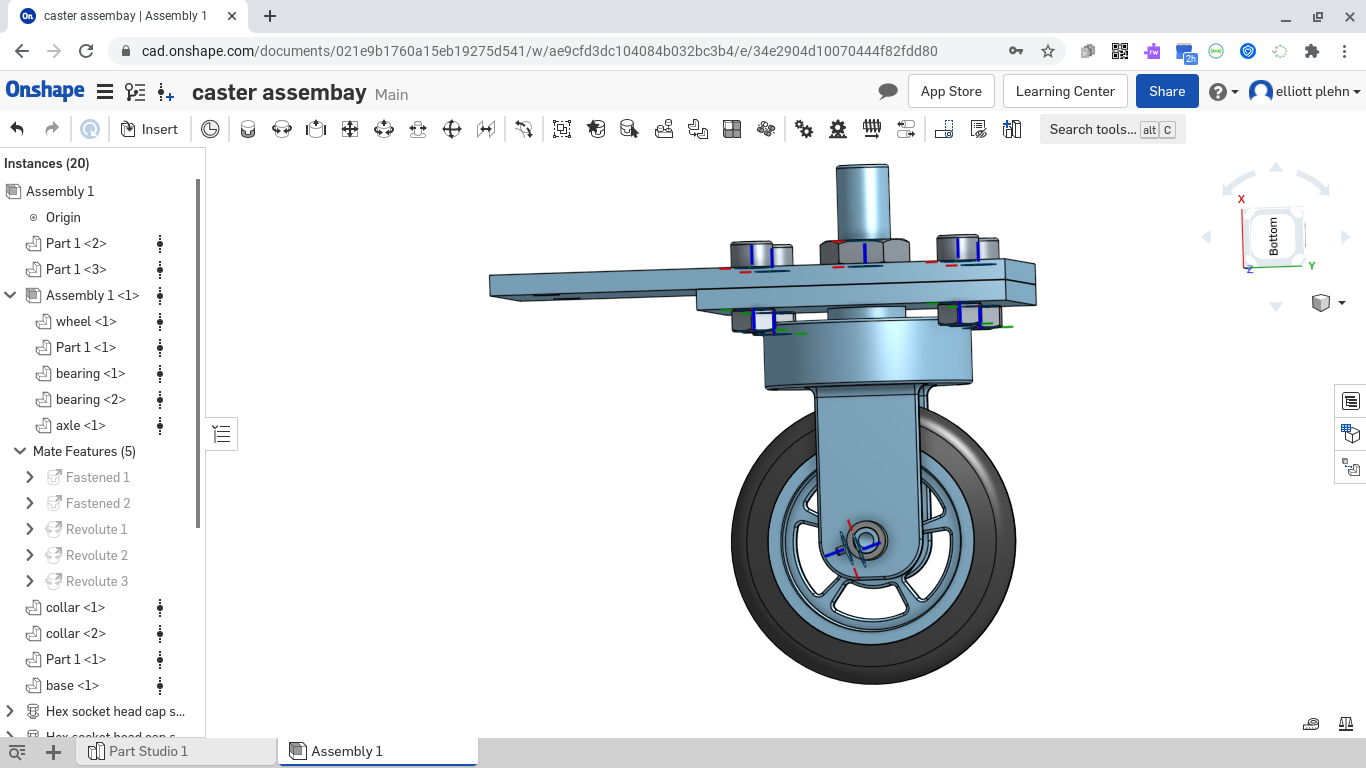 caster assembay | Assembly 1
cad.onshape.com/documents/021e9b1760a15eb19275d541/w/ae9cfd3dc104084b032bc3b4/e/34e2904d10070444f82fdd80
rw
2h
Onshape
caster assembay Main
App Store
Learning Center
Share
elliott plehn
Insert
Search tools... alt C
Instances (20)
Assembly 1
Origin
Part 1 <2>
Part 1 <3>
Assembly 1 <1>
wheel <1>
Part 1 <1>
bearing <1>
bearing <2>
axle <1>
Mate Features (5)
Fastened 1
Fastened 2
Revolute 1
Revolute 2
Revolute 3
collar <1>
collar <2>
Part 1 <1>
base <1>
Hex socket head cap s...
Hex socket head cap s...
X
Bottom
Z
Y
Part Studio 1
Assembly 1